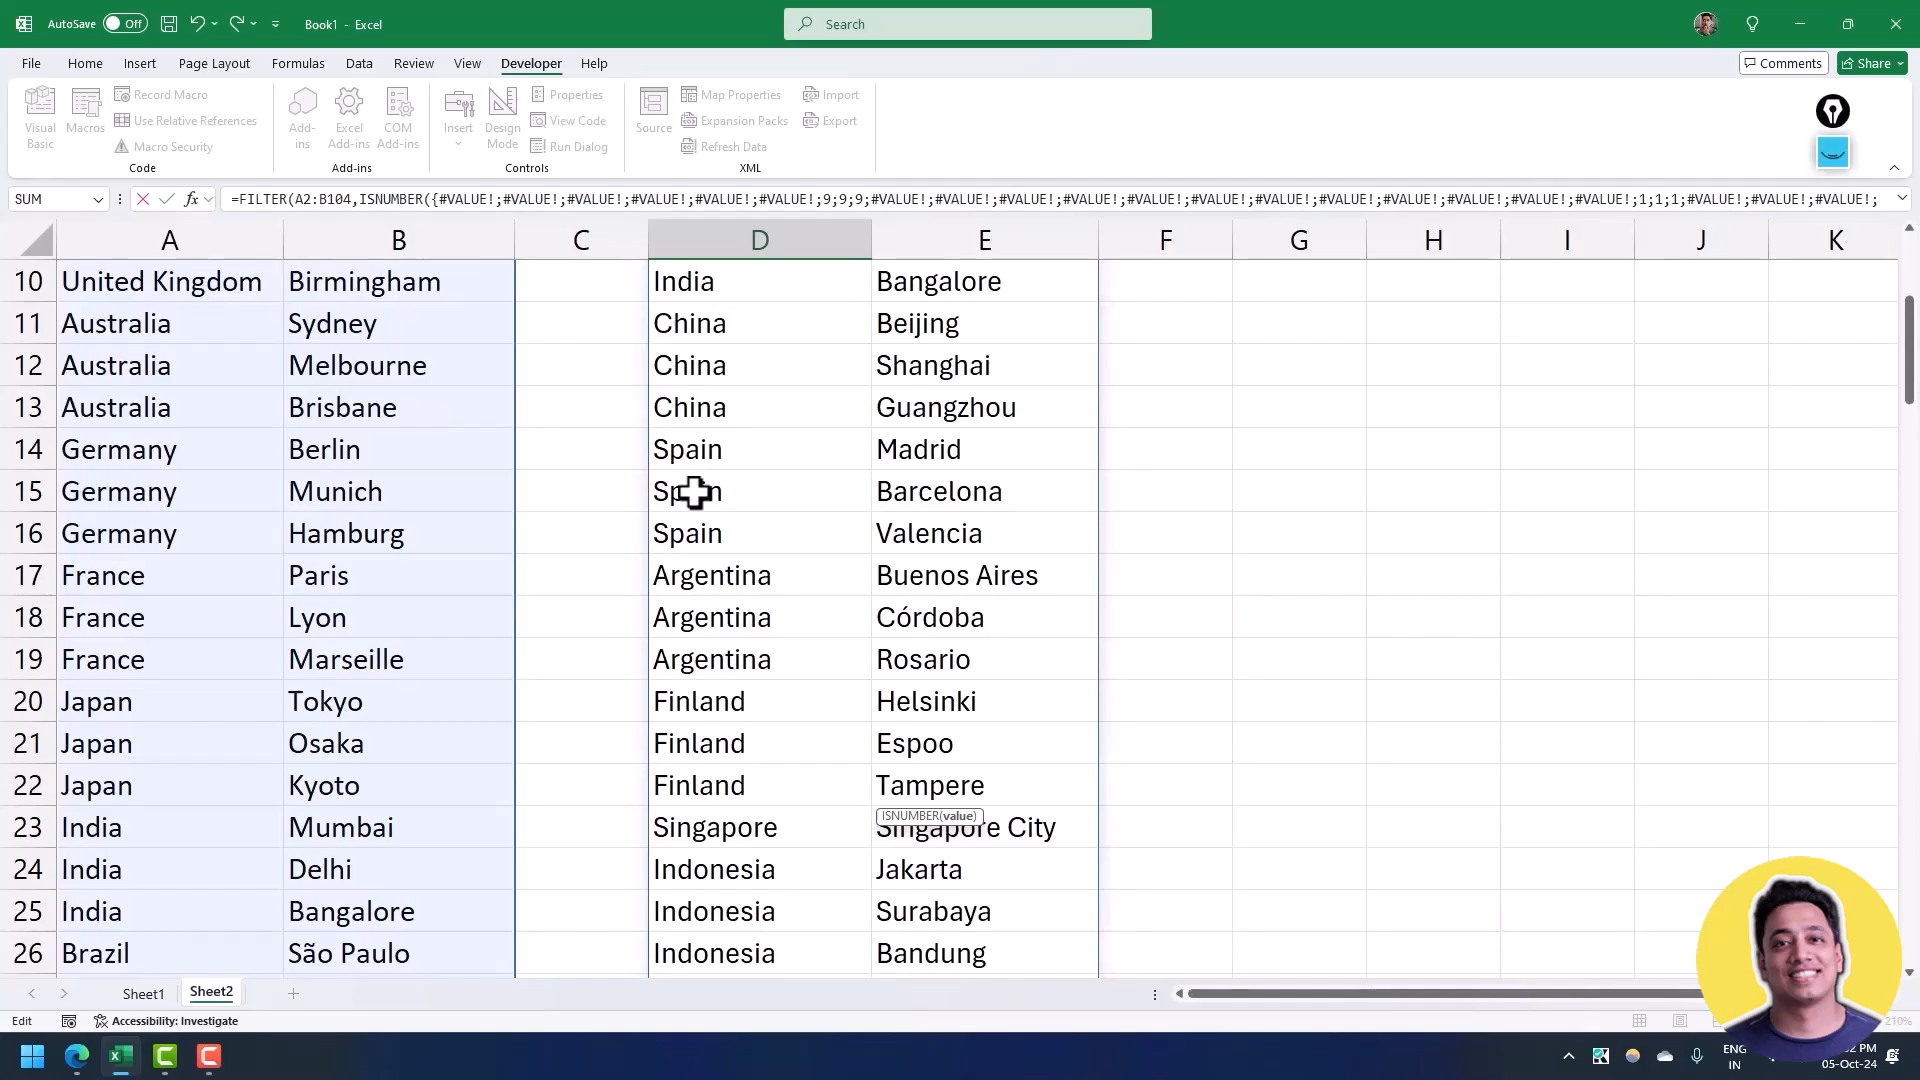 AutoSave Off Book1 - Excel Search
File Home Insert Page Layout Formulas Data Review View Developer Help Comments Share
Visual Basic Macros Record Macro Use Relative References Macro Security Code
Add-ins Excel Add-ins COM Add-ins Add-ins
Insert Design Mode Properties View Code Run Dialog Controls
Source Map Properties Expansion Packs Refresh Data Import Export XML
SUM fx =FILTER(A2:B104,ISNUMBER({#VALUE!;#VALUE!;#VALUE!;#VALUE!;#VALUE!;#VALUE!;9;9;9;#VALUE!;#VALUE!;#VALUE!;#VALUE!;#VALUE!;#VALUE!;#VALUE!;#VALUE!;#VALUE!;#VALUE!;#VALUE!;#VALUE!;1;1;1;#VALUE!;#VALUE!;#VALUE!;
A B C D E F G H I J K
10 United Kingdom Birmingham India Bangalore
11 Australia Sydney China Beijing
12 Australia Melbourne China Shanghai
13 Australia Brisbane China Guangzhou
14 Germany Berlin Spain Madrid
15 Germany Munich Barcelona
16 Germany Hamburg Spain Valencia
17 France Paris Argentina Buenos Aires
18 France Lyon Argentina Córdoba
19 France Marseille Argentina Rosario
20 Japan Tokyo Finland Helsinki
21 Japan Osaka Finland Espoo
22 Japan Kyoto Finland Tampere
ISNUMBER(value)
23 India Mumbai Singapore Singapore City
24 India Delhi Indonesia Jakarta
25 India Bangalore Indonesia Surabaya
26 Brazil São Paulo Indonesia Bandung
Sheet1 Sheet2
Edit Accessibility: Investigate 210%
ENG PM
IN 05-Oct-24